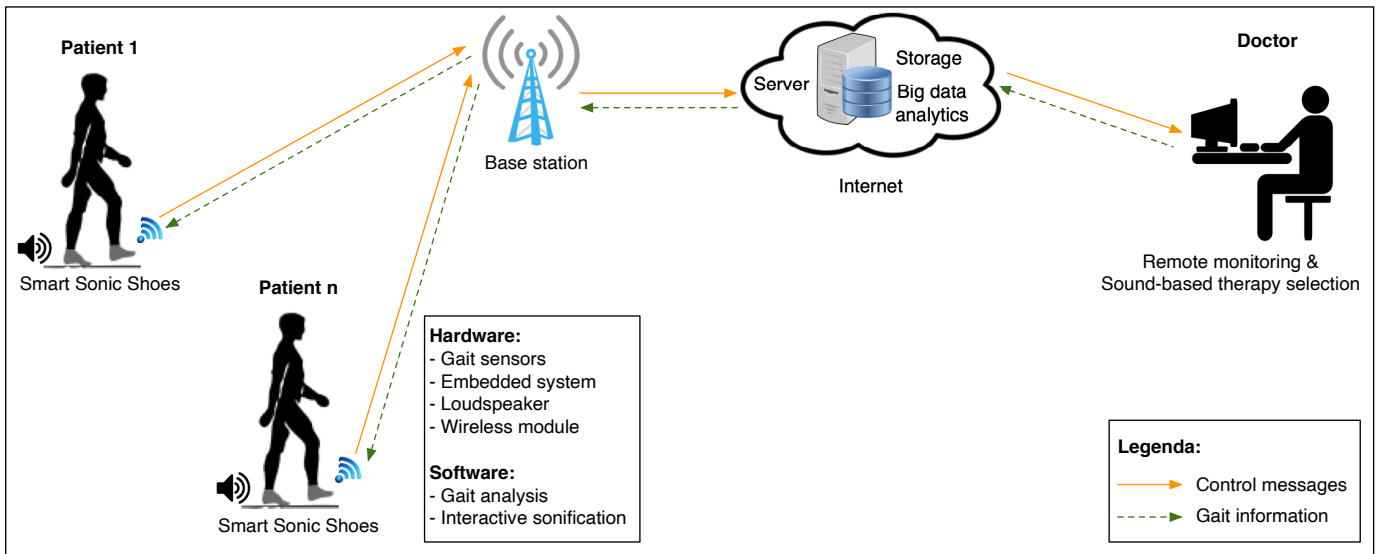 Patient 1
Smart Sonic Shoes
Patient n
Smart Sonic Shoes
Hardware:
- Gait sensors
- Embedded system
- Loudspeaker
- Wireless module
Software:
- Gait analysis
- Interactive sonification
Base station
Server
Storage
Big data
analytics
Internet
Doctor
Remote monitoring &
Sound-based therapy selection
Legenda:
Control messages
Gait information